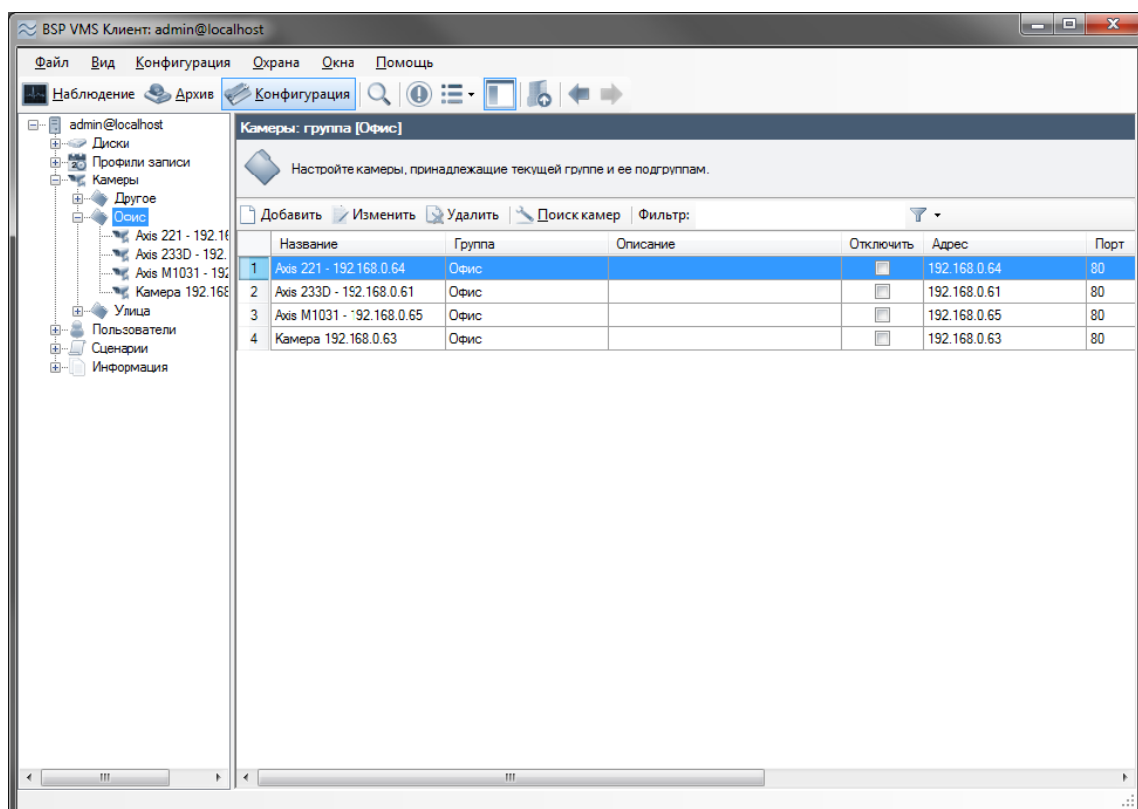 BSP VMS Клиент: admin@localhost
Файл Вид Конфигурация Охрана Окна Помощь
Наблюдение Архив Конфигурация
admin@localhost
Диски
Профили записи
Камеры
Другое
Офис
Axis 221 - 192.16
Axis 233D - 192.
Axis M1031 - 192
Камера 192.168
Улица
Пользователи
Сценарии
Информация
Камеры: группа [Офис]
Настройте камеры, принадлежащие текущей группе и ее подгруппам.
Добавить Изменить Удалить Поиск камер Фильтр:
Название Группа Описание Отключить Адрес Порт
1 Axis 221 - 192.168.0.64 Офис 192.168.0.64 80
2 Axis 233D - 192.168.0.61 Офис 192.168.0.61 80
3 Axis M1031 - 192.168.0.65 Офис 192.168.0.65 80
4 Камера 192.168.0.63 Офис 192.168.0.63 80